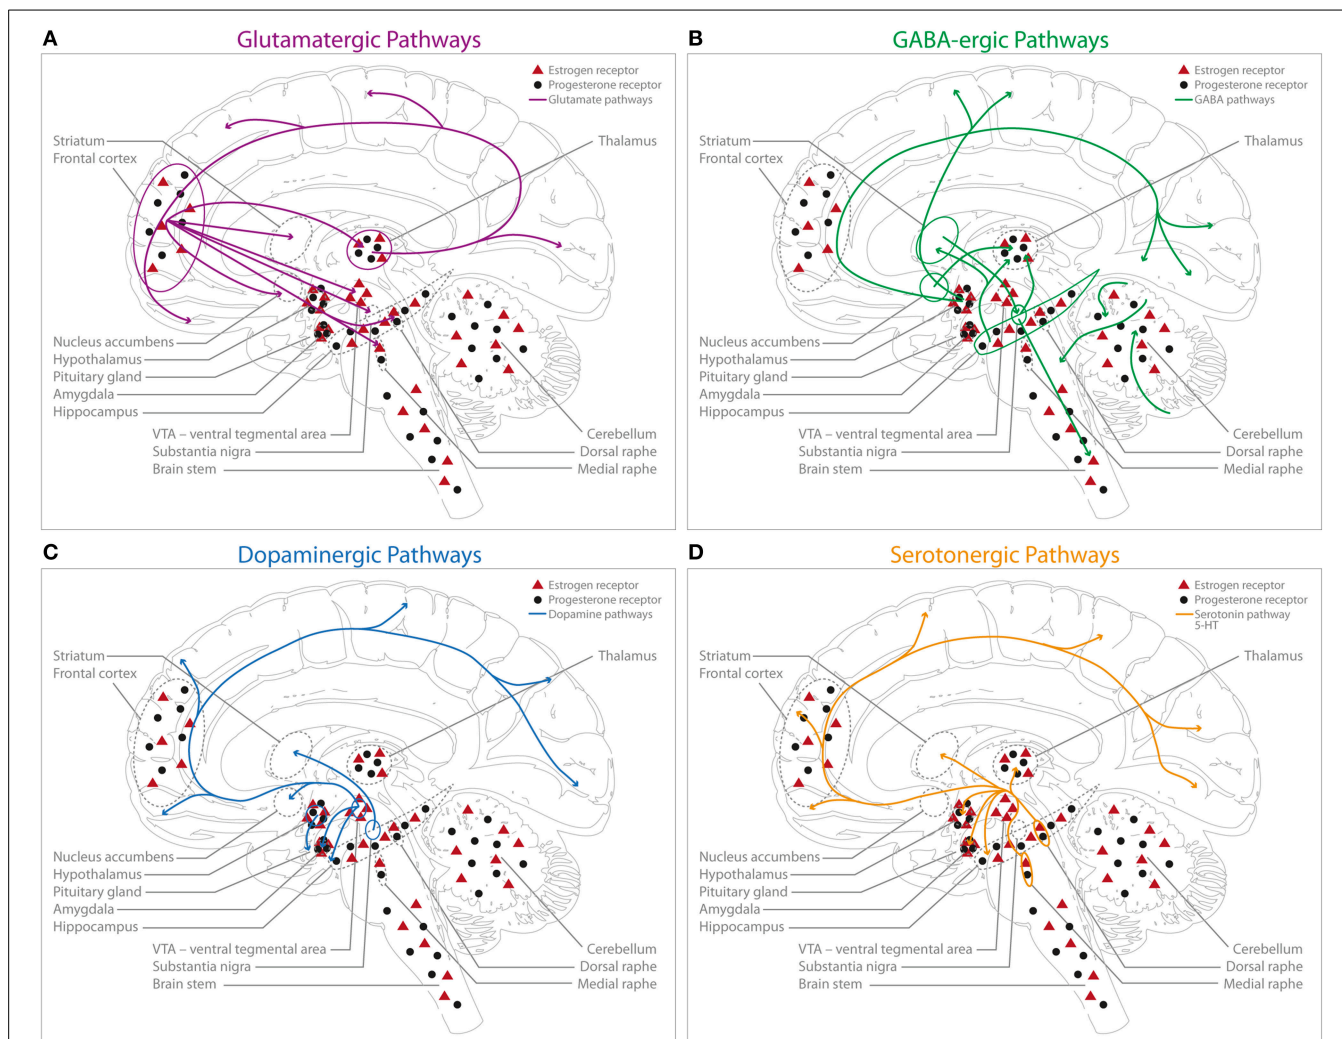 A
Glutamatergic Pathways
Estrogen receptor
Progesterone receptor
Glutamate pathways
Striatum
Frontal cortex
Thalamus
Nucleus accumbens
Hypothalamus
Pituitary gland
Amygdala
Hippocampus
VTA – ventral tegmental area
Substantia nigra
Brain stem
Cerebellum
Dorsal raphe
Medial raphe
B
GABA-ergic Pathways
Estrogen receptor
Progesterone receptor
GABA pathways
Striatum
Frontal cortex
Thalamus
Nucleus accumbens
Hypothalamus
Pituitary gland
Amygdala
Hippocampus
VTA – ventral tegmental area
Substantia nigra
Brain stem
Cerebellum
Dorsal raphe
Medial raphe
C
Dopaminergic Pathways
Estrogen receptor
Progesterone receptor
Dopamine pathways
Striatum
Frontal cortex
Thalamus
Nucleus accumbens
Hypothalamus
Pituitary gland
Amygdala
Hippocampus
VTA – ventral tegmental area
Substantia nigra
Brain stem
Cerebellum
Dorsal raphe
Medial raphe
D
Serotonergic Pathways
Estrogen receptor
Progesterone receptor
Serotonin pathway
5-HT
Striatum
Frontal cortex
Thalamus
Nucleus accumbens
Hypothalamus
Pituitary gland
Amygdala
Hippocampus
VTA – ventral tegmental area
Substantia nigra
Brain stem
Cerebellum
Dorsal raphe
Medial raphe